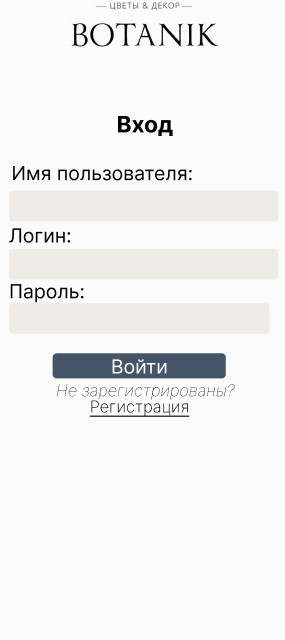 ЦВЕТЫ & ДЕКОР
BOTANIK
Вход
Имя пользователя:
Логин:
Пароль:
Войти
Не зарегистрированы?
Регистрация